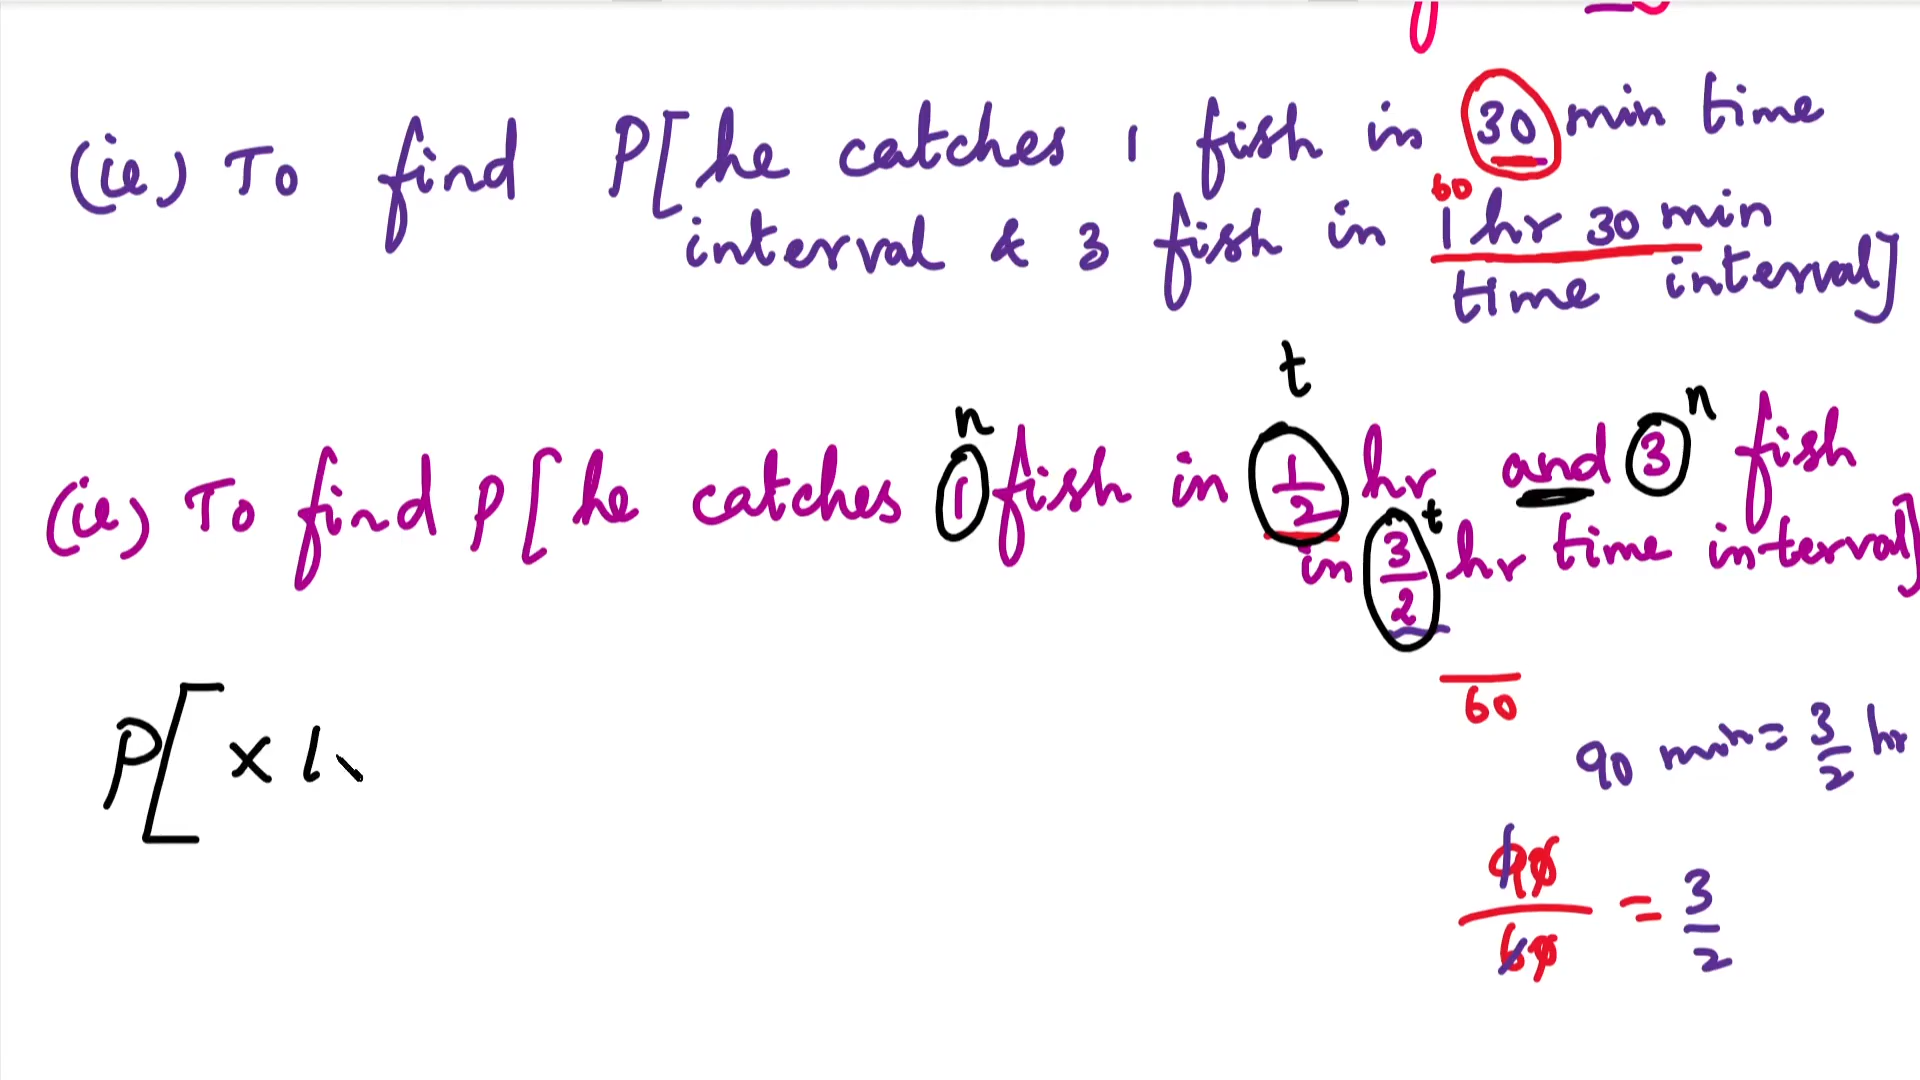 (ie) To find P[he catches 1 fish in 30 min time
60
interval & 3 fish in 1 hr 30 min
time interval]
t
n n
(ie) To find P[he catches 1 fish in 1/2 hr and 3 fish
t
in 3/2 hr time interval]
60
P[ x (
90 min = 3/2 hr
90/60 = 3/2